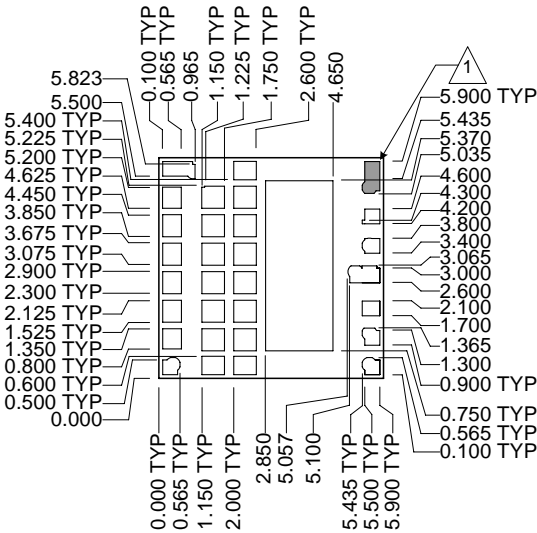 0.100 TYP
0.565 TYP
0.965
1.150 TYP
1.225 TYP
1.750 TYP
2.600 TYP
4.650
1
5.823
5.500
5.400 TYP
5.225 TYP
5.200 TYP
4.625 TYP
4.450 TYP
3.850 TYP
3.675 TYP
3.075 TYP
2.900 TYP
2.300 TYP
2.125 TYP
1.525 TYP
1.350 TYP
0.800 TYP
0.600 TYP
0.500 TYP
0.000
5.900 TYP
5.435
5.370
5.035
4.600
4.300
4.200
3.800
3.400
3.065
3.000
2.600
2.100
1.700
1.365
1.300
0.900 TYP
0.750 TYP
0.565 TYP
0.100 TYP
0.000 TYP
0.565 TYP
1.150 TYP
2.000 TYP
2.850
5.057
5.100
5.435 TYP
5.500 TYP
5.900 TYP